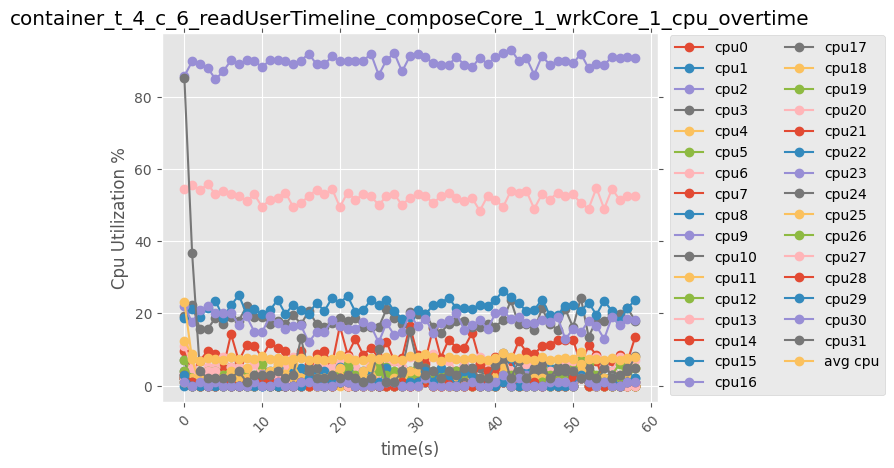 container_t_4_c_6_readUserTimeline_composeCore_1_wrkCore_1_cpu_overtime
Cpu Utilization %
80
60
40
20
0
0
10
20
30
40
50
60
time(s)
cpu0
cpu1
cpu2
cpu3
cpu4
cpu5
cpu6
cpu7
cpu8
cpu9
cpu10
cpu11
cpu12
cpu13
cpu14
cpu15
cpu16
cpu17
cpu18
cpu19
cpu20
cpu21
cpu22
cpu23
cpu24
cpu25
cpu26
cpu27
cpu28
cpu29
cpu30
cpu31
avg cpu